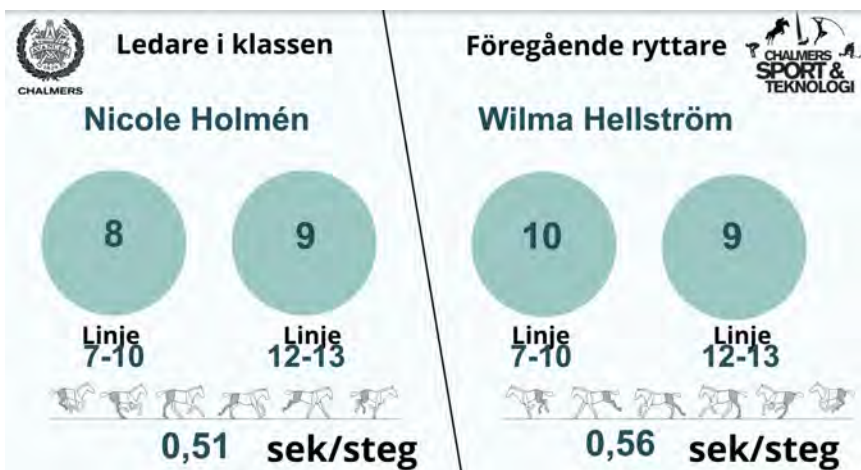 CHALMERS
Ledare i klassen
Nicole Holmén
8
9
Linje
7-10
Linje
12-13
0,51 sek/steg
Föregående ryttare
CHALMERS
SPORT &
TEKNOLOGI
Wilma Hellström
10
9
Linje
7-10
Linje
12-13
0,56 sek/steg